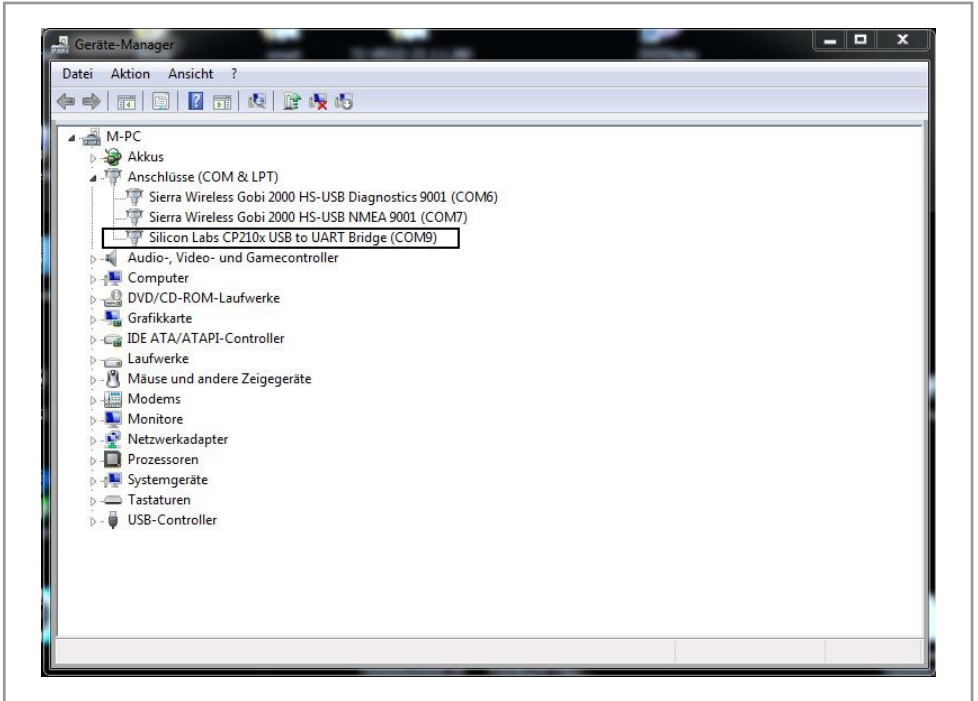 Geräte-Manager
Datei Aktion Ansicht ?
M-PC
Akkus
Anschlüsse (COM & LPT)
Sierra Wireless Gobi 2000 HS-USB Diagnostics 9001 (COM6)
Sierra Wireless Gobi 2000 HS-USB NMEA 9001 (COM7)
Silicon Labs CP210x USB to UART Bridge (COM9)
Audio-, Video- und Gamecontroller
Computer
DVD/CD-ROM-Laufwerke
Grafikkarte
IDE ATA/ATAPI-Controller
Laufwerke
Mäuse und andere Zeigegeräte
Modems
Monitore
Netzwerkadapter
Prozessoren
Systemgeräte
Tastaturen
USB-Controller